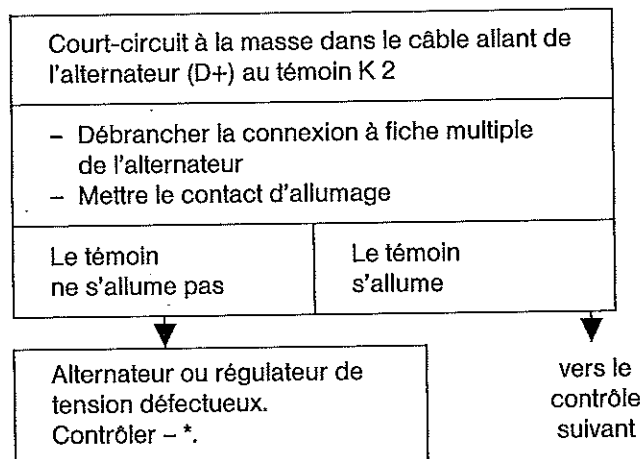 Court-circuit à la masse dans le câble allant de
l'alternateur (D+) au témoin K 2
– Débrancher la connexion à fiche multiple
de l'alternateur
– Mettre le contact d'allumage
Le témoin
ne s'allume pas
Le témoin
s'allume
Alternateur ou régulateur de
tension défectueux.
Contrôler – *.
vers le
contrôle
suivant